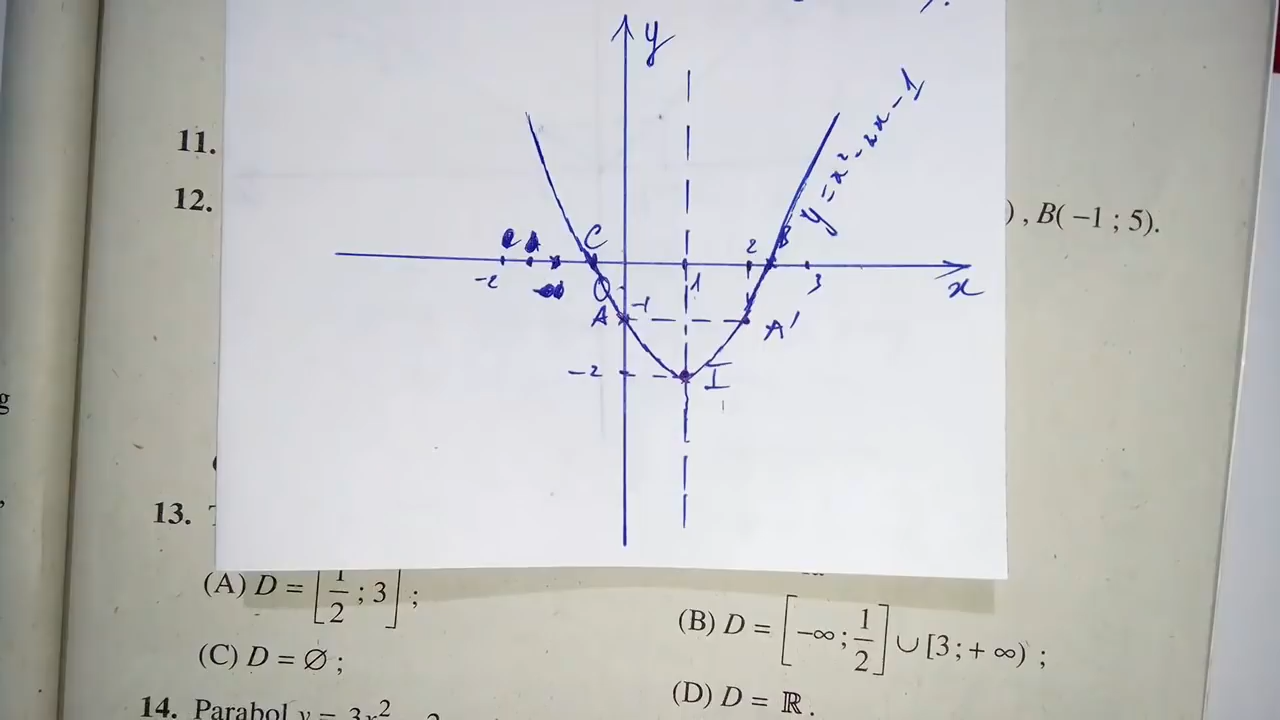 y
y = x² - 2x - 1
11.
12.
), B(−1 ; 5).
C
2
B
-2
O
1
3
x
A
-1
A'
-2
I
13.
(A) D = [1/2 ; 3] ;
(B) D = [−∞ ; 1/2] ∪ [3 ; + ∞) ;
(C) D = ∅ ;
(D) D = ℝ .
14. Parabol y = 3x²